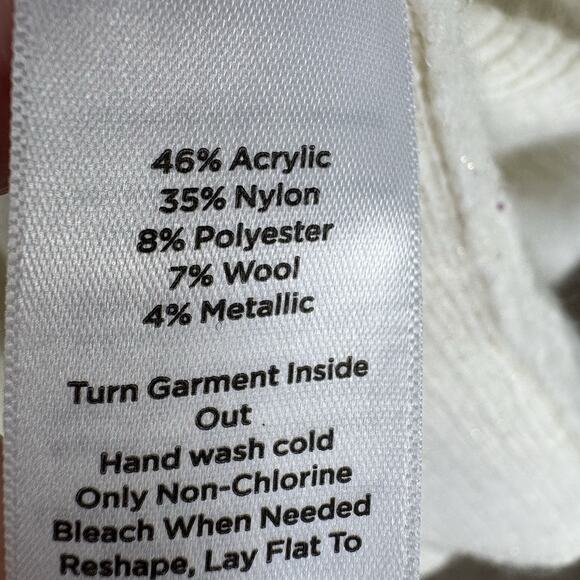 46% Acrylic
35% Nylon
8% Polyester
7% Wool
4% Metallic
Turn Garment Inside
Out
Hand wash cold
Only Non-Chlorine
Bleach When Needed
Reshape, Lay Flat To